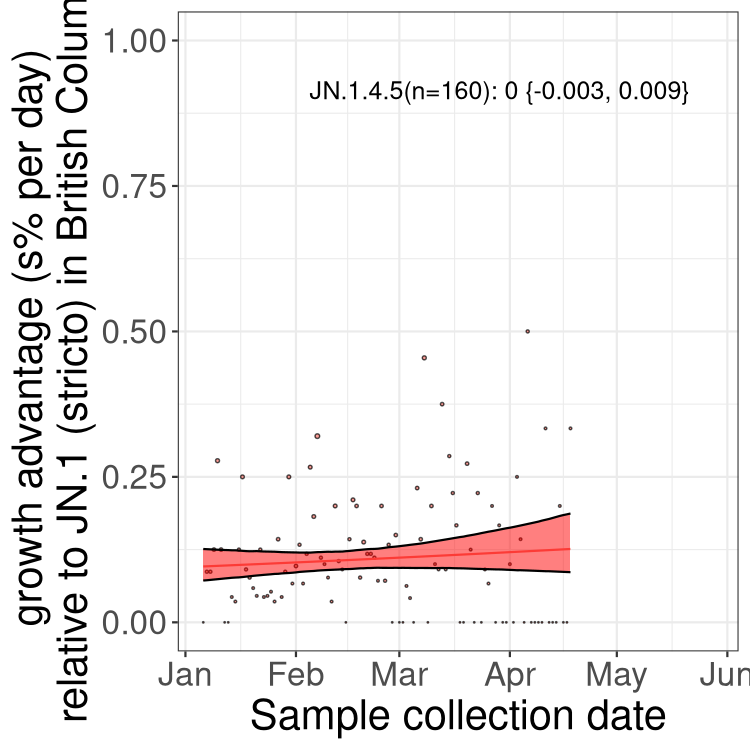 growth advantage (s% per day)
relative to JN.1 (stricto) in British Colum
1.00
0.75
0.50
0.25
0.00
JN.1.4.5(n=160): 0 {-0.003, 0.009}
Jan Feb Mar Apr May Jun
Sample collection date